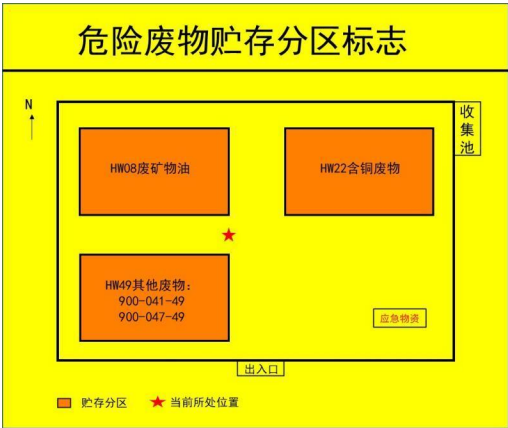 危险废物贮存分区标志
N
收集池
HW08废矿物油
HW22含铜废物
HW49其他废物:
900-041-49
900-047-49
应急物资
出入口
贮存分区
当前所处位置